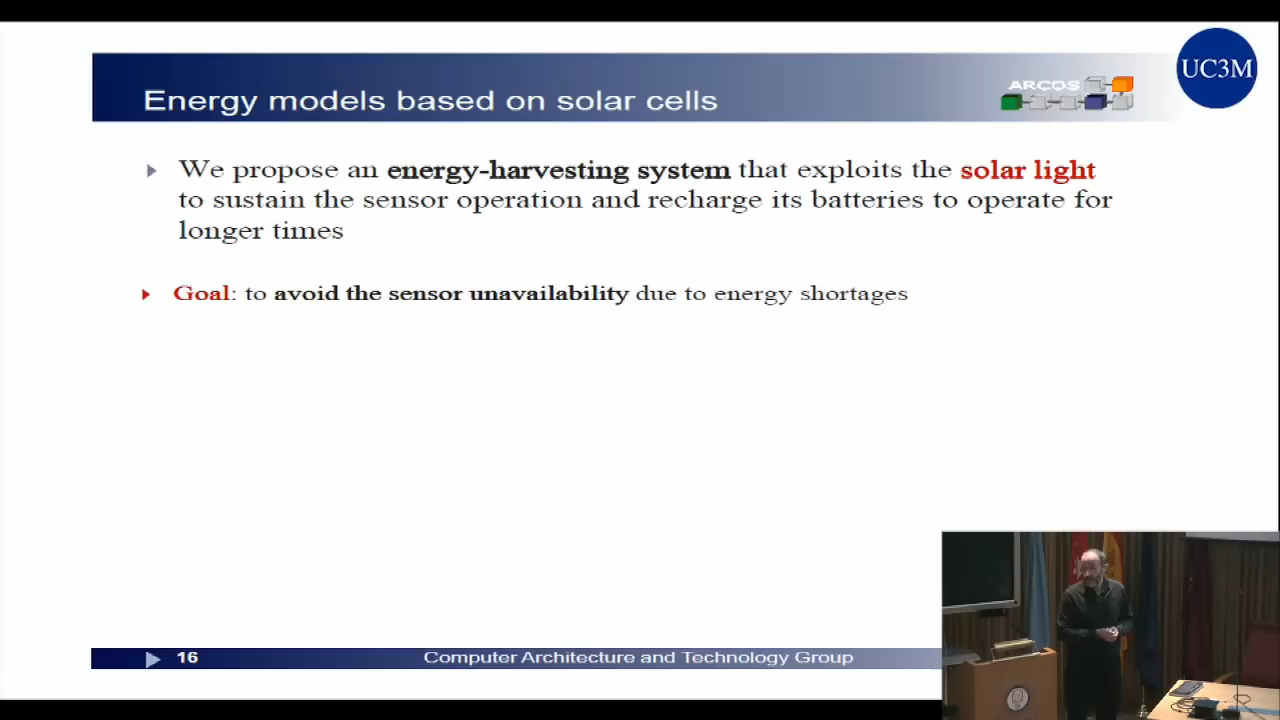 UC3M
ARCOS
Energy models based on solar cells
We propose an energy-harvesting system that exploits the solar light
to sustain the sensor operation and recharge its batteries to operate for
longer times
Goal: to avoid the sensor unavailability due to energy shortages
16
Computer Architecture and Technology Group